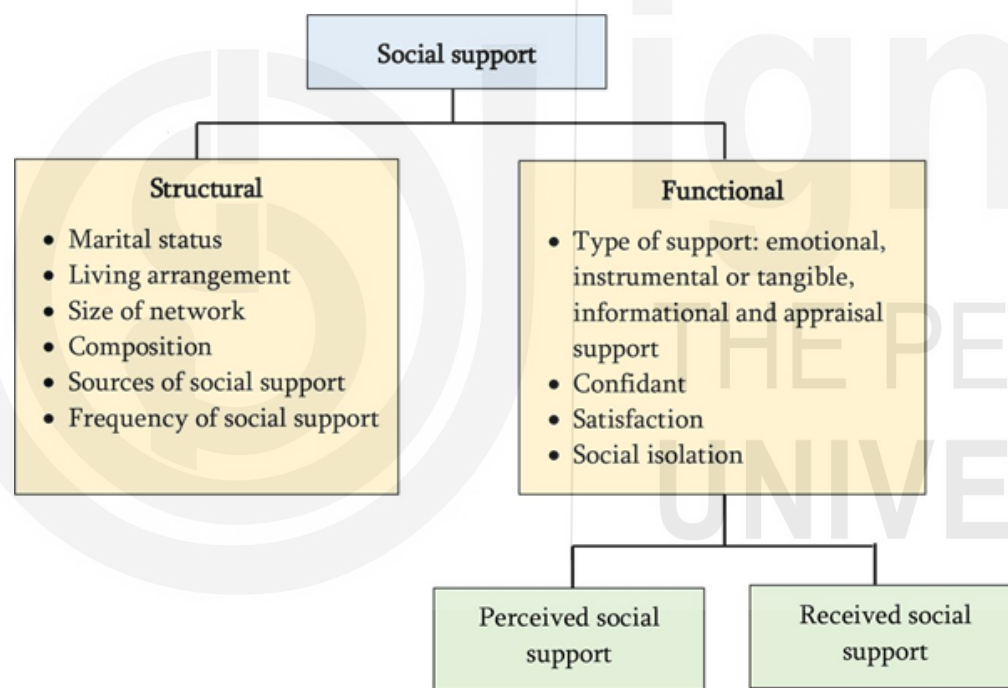 ign
Social support
Structural
• Marital status
• Living arrangement
• Size of network
• Composition
• Sources of social support
• Frequency of social support
Functional
• Type of support: emotional,
instrumental or tangible,
informational and appraisal
support
• Confidant
• Satisfaction
• Social isolation
THE PE
UNIVE
Perceived social
support
Received social
support